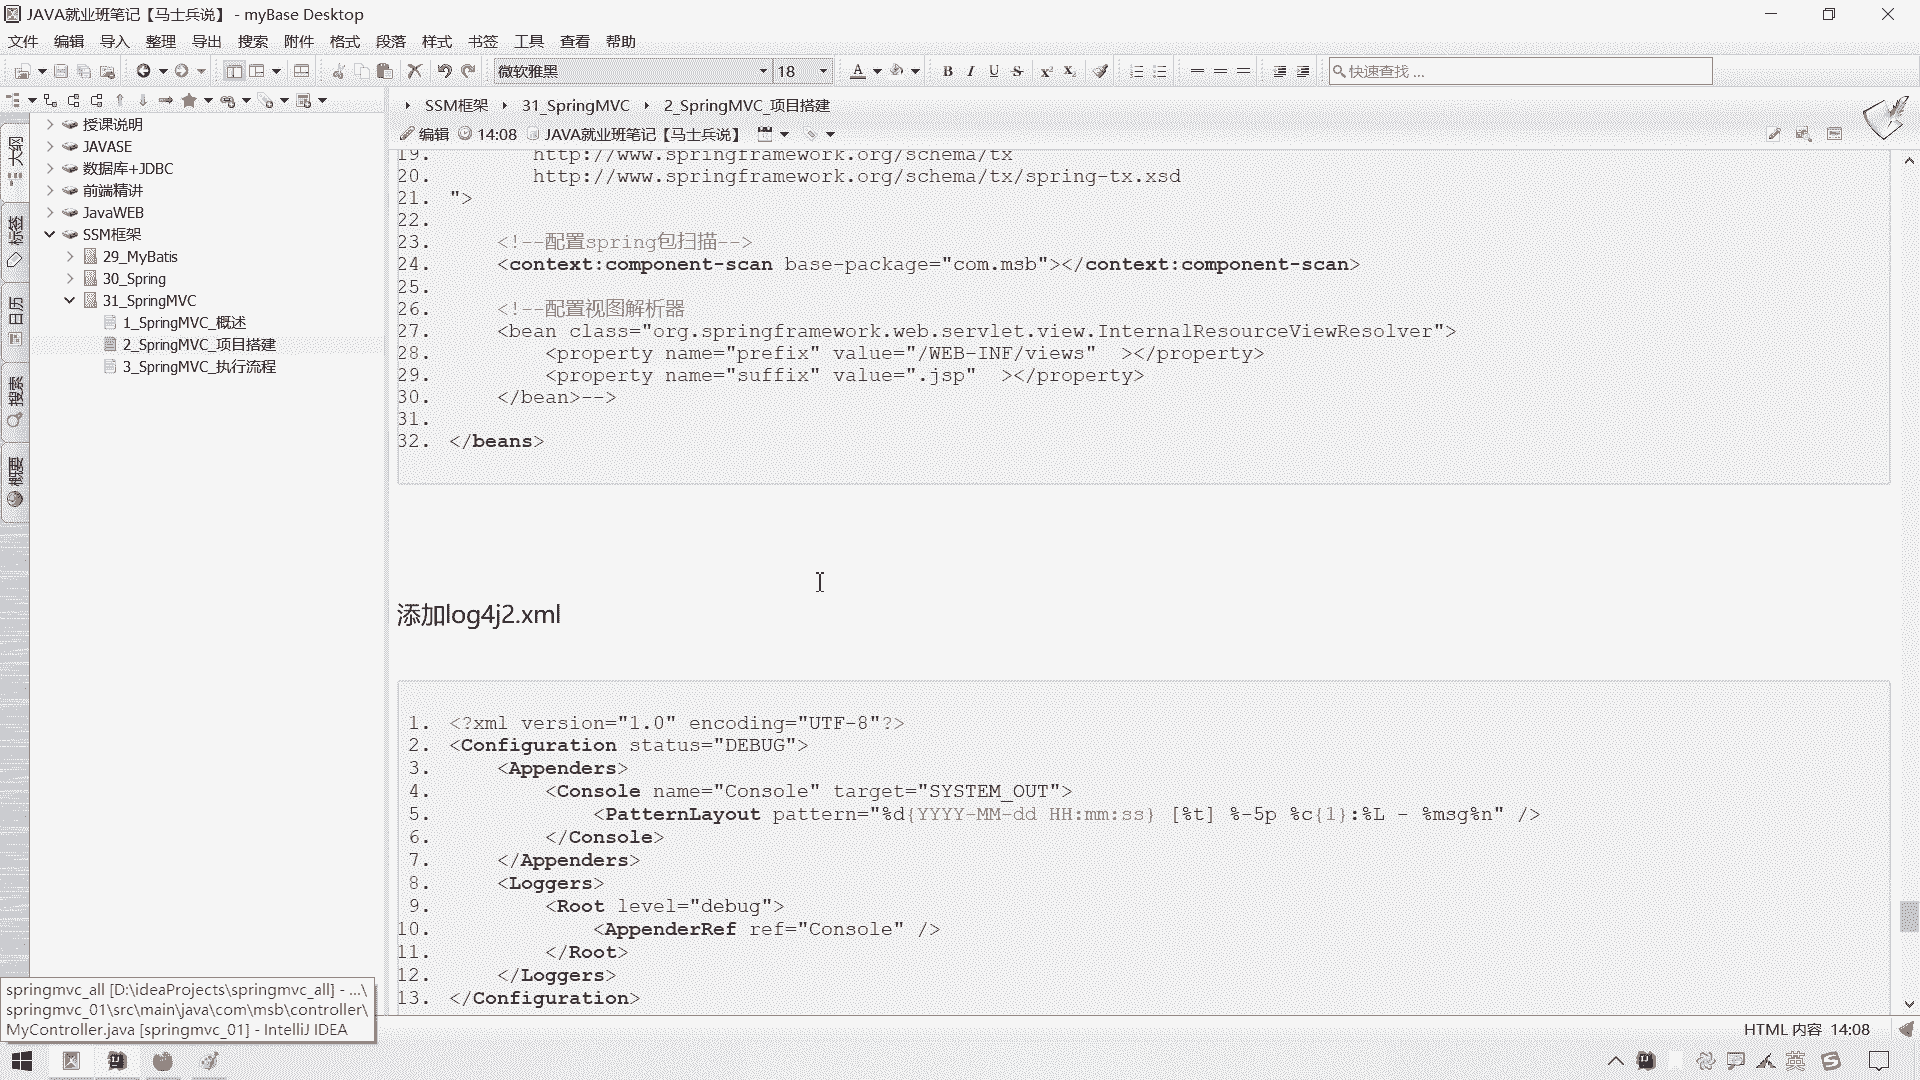 JAVA就业班笔记【马士兵说】 - myBase Desktop
文件 编辑 导入 整理 导出 搜索 附件 格式 段落 样式 书签 工具 查看 帮助
微软雅黑 18 快速查找 ...
SSM框架 31_SpringMVC 2_SpringMVC_项目搭建
编辑 14:08 JAVA就业班笔记【马士兵说】
大纲
标签
日历
搜索
概要
授课说明
JAVASE
数据库+JDBC
前端精讲
JavaWEB
SSM框架
29_MyBatis
30_Spring
31_SpringMVC
1_SpringMVC_概述
2_SpringMVC_项目搭建
3_SpringMVC_执行流程
19. http://www.springframework.org/schema/tx
20. http://www.springframework.org/schema/tx/spring-tx.xsd
21. ">
22.
23. <!--配置spring包扫描-->
24. <context:component-scan base-package="com.msb"></context:component-scan>
25.
26. <!--配置视图解析器
27. <bean class="org.springframework.web.servlet.view.InternalResourceViewResolver">
28. <property name="prefix" value="/WEB-INF/views"  ></property>
29. <property name="suffix" value=".jsp"  ></property>
30. </bean>-->
31.
32. </beans>
添加log4j2.xml
1. <?xml version="1.0" encoding="UTF-8"?>
2. <Configuration status="DEBUG">
3. <Appenders>
4. <Console name="Console" target="SYSTEM_OUT">
5. <PatternLayout pattern="%d{YYYY-MM-dd HH:mm:ss} [%t] %-5p %c{1}:%L - %msg%n" />
6. </Console>
7. </Appenders>
8. <Loggers>
9. <Root level="debug">
10. <AppenderRef ref="Console" />
11. </Root>
12. </Loggers>
13. </Configuration>
springmvc_all [D:\ideaProjects\springmvc_all] - ...\
springmvc_01\src\main\java\com\msb\controller\
MyController.java [springmvc_01] - IntelliJ IDEA
HTML 内容 14:08
英